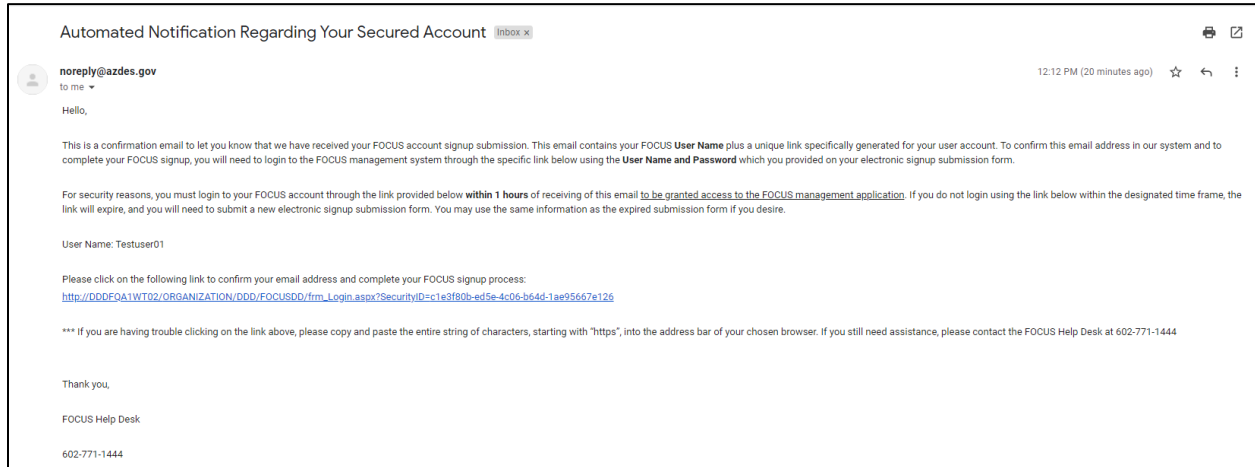 Automated Notification Regarding Your Secured Account Inbox x
noreply@azdes.gov 12:12 PM (20 minutes ago)
to me
Hello,
This is a confirmation email to let you know that we have received your FOCUS account signup submission. This email contains your FOCUS User Name plus a unique link specifically generated for your user account. To confirm this email address in our system and to
complete your FOCUS signup, you will need to login to the FOCUS management system through the specific link below using the User Name and Password which you provided on your electronic signup submission form.
For security reasons, you must login to your FOCUS account through the link provided below within 1 hours of receiving of this email to be granted access to the FOCUS management application. If you do not login using the link below within the designated time frame, the
link will expire, and you will need to submit a new electronic signup submission form. You may use the same information as the expired submission form if you desire.
User Name: Testuser01
Please click on the following link to confirm your email address and complete your FOCUS signup process:
http://DDDFQA1WT02/ORGANIZATION/DDD/FOCUSDD/frm_Login.aspx?SecurityID=c1e3f80b-ed5e-4c06-b64d-1ae95667e126
*** If you are having trouble clicking on the link above, please copy and paste the entire string of characters, starting with “https”, into the address bar of your chosen browser. If you still need assistance, please contact the FOCUS Help Desk at 602-771-1444
Thank you,
FOCUS Help Desk
602-771-1444